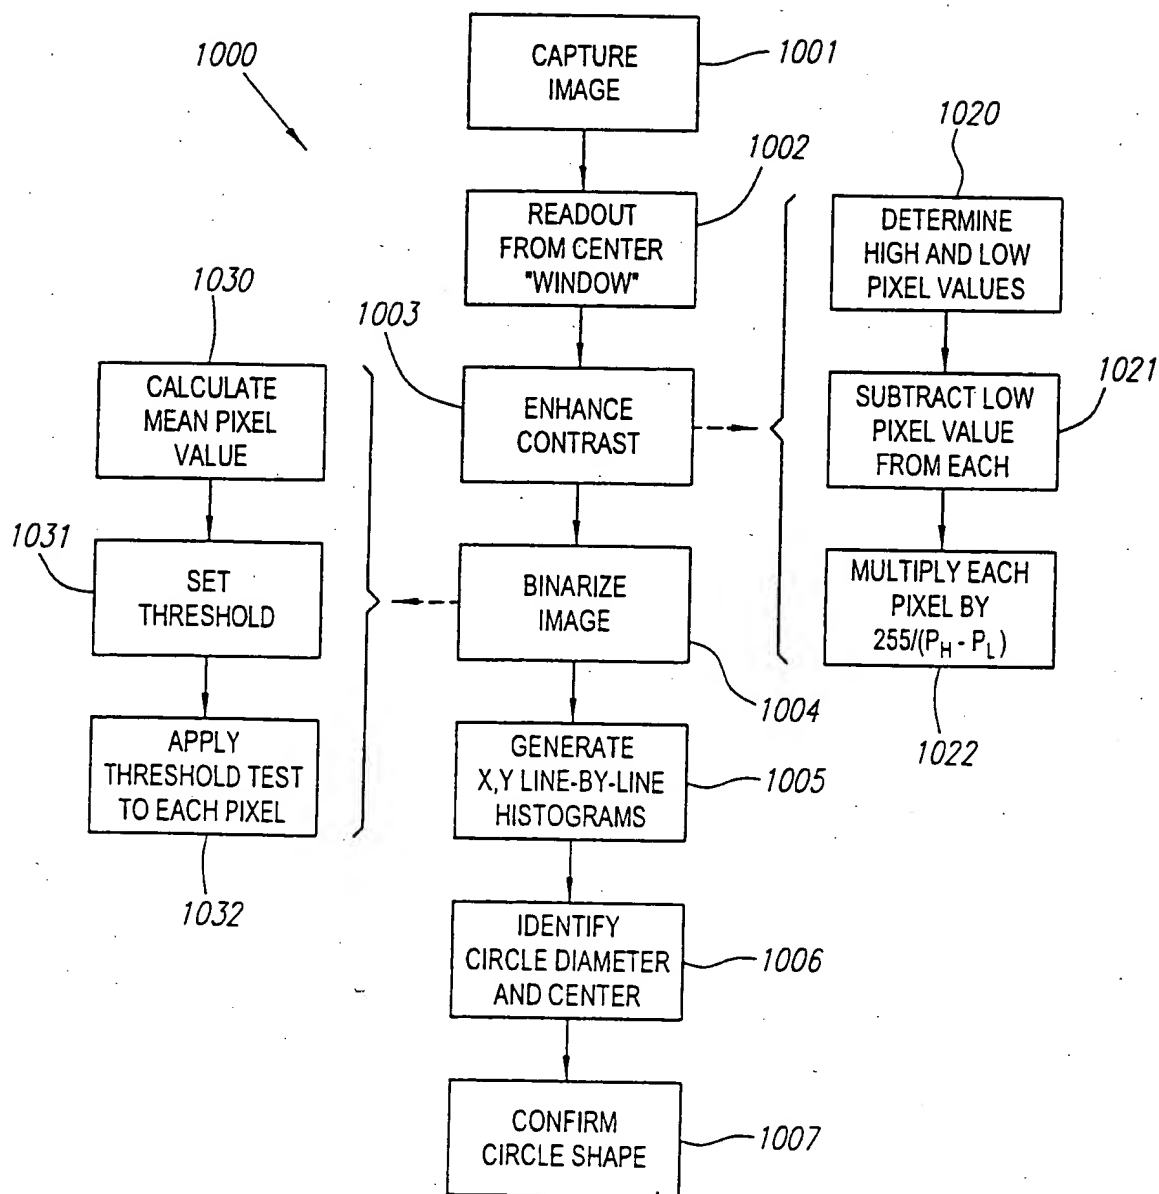 1000
CAPTURE
IMAGE
1001
READOUT
FROM CENTER
"WINDOW"
1002
ENHANCE
CONTRAST
1003
DETERMINE
HIGH AND LOW
PIXEL VALUES
1020
SUBTRACT LOW
PIXEL VALUE
FROM EACH
1021
MULTIPLY EACH
PIXEL BY
255/(P_H - P_L)
1022
BINARIZE
IMAGE
1004
CALCULATE
MEAN PIXEL
VALUE
1030
SET
THRESHOLD
1031
APPLY
THRESHOLD TEST
TO EACH PIXEL
1032
GENERATE
X,Y LINE-BY-LINE
HISTOGRAMS
1005
IDENTIFY
CIRCLE DIAMETER
AND CENTER
1006
CONFIRM
CIRCLE SHAPE
1007